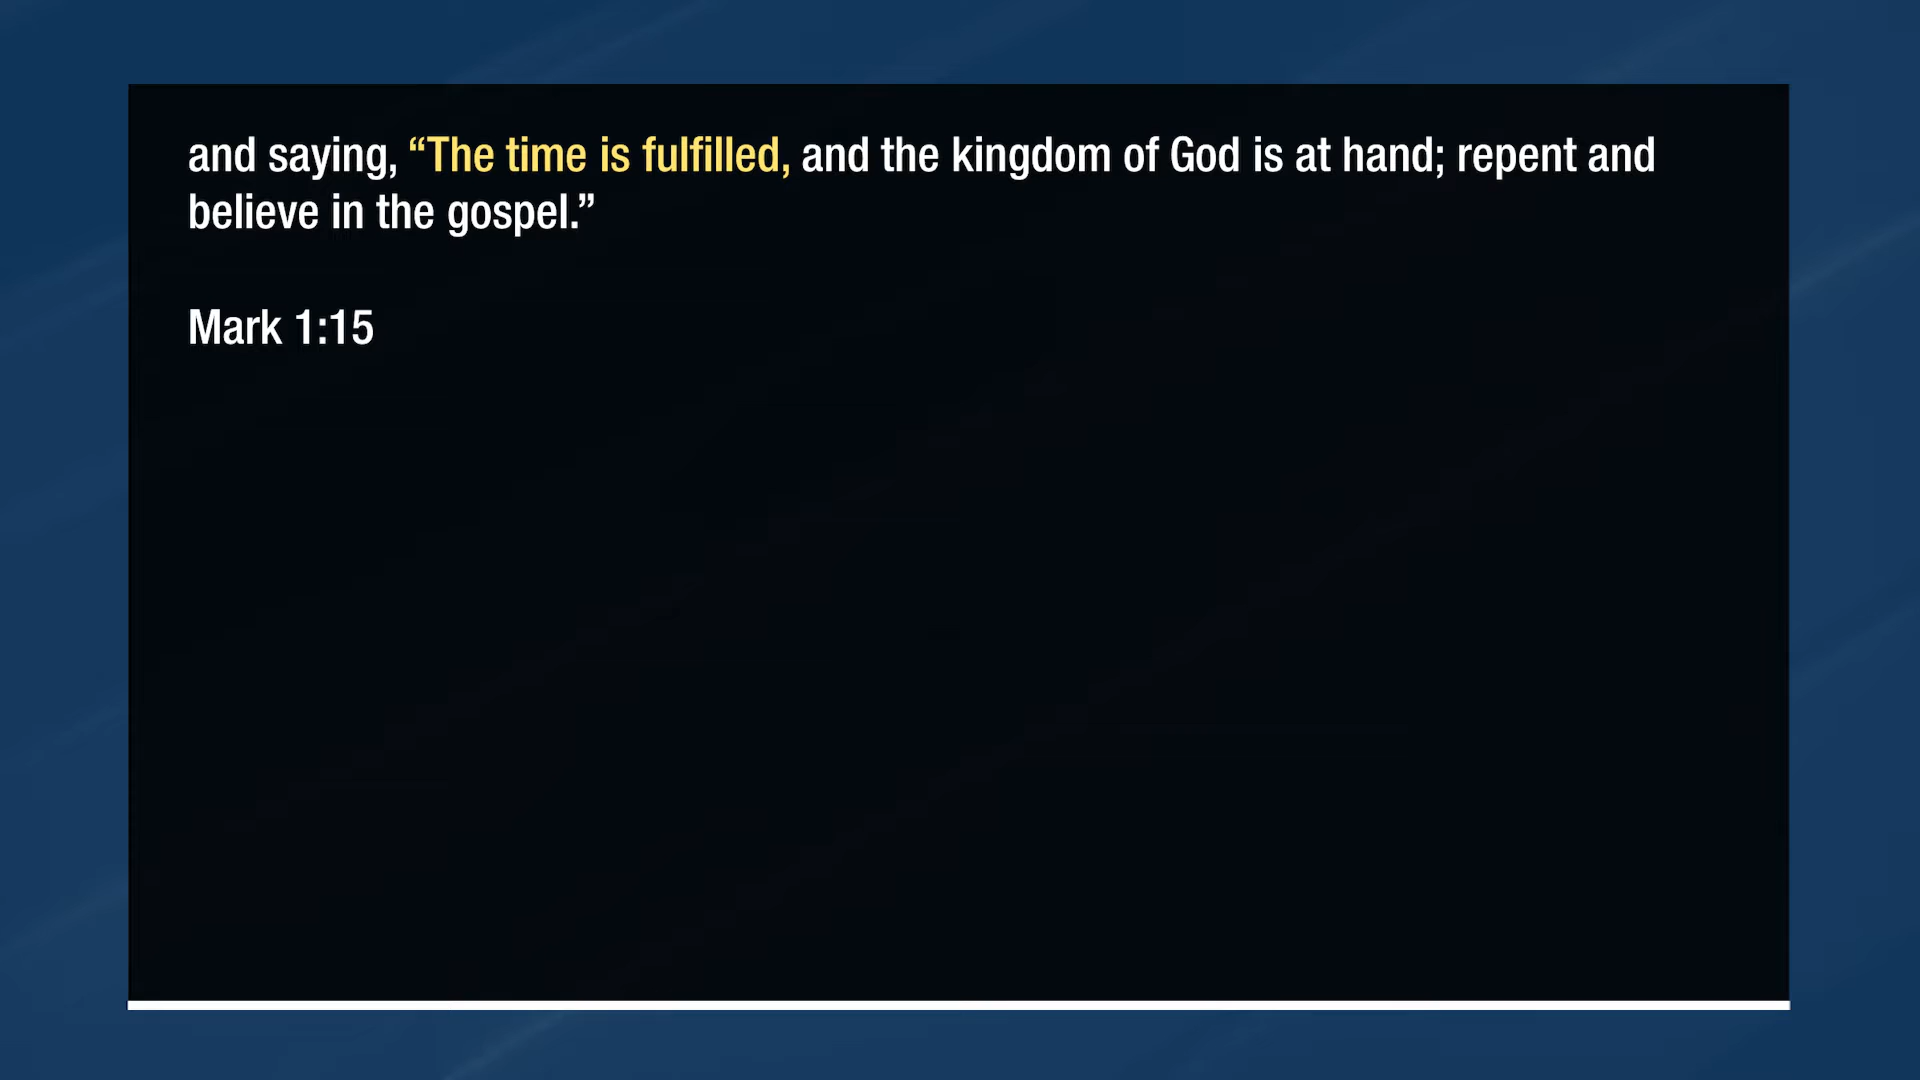 and saying, “The time is fulfilled, and the kingdom of God is at hand; repent and
believe in the gospel.”
Mark 1:15